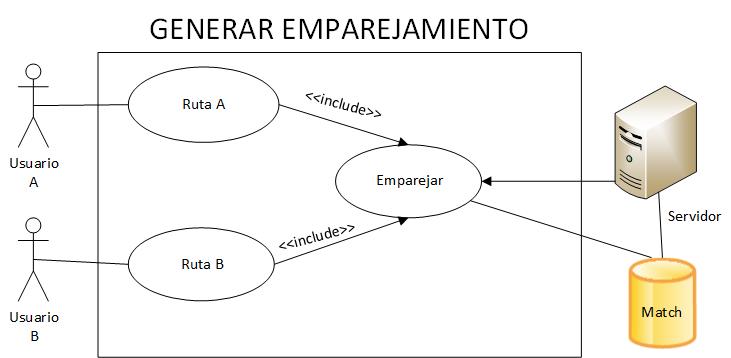 GENERAR EMPAREJAMIENTO
Usuario
A
Ruta A
<<include>>
Emparejar
Servidor
Usuario
B
Ruta B
<<include>>
Match